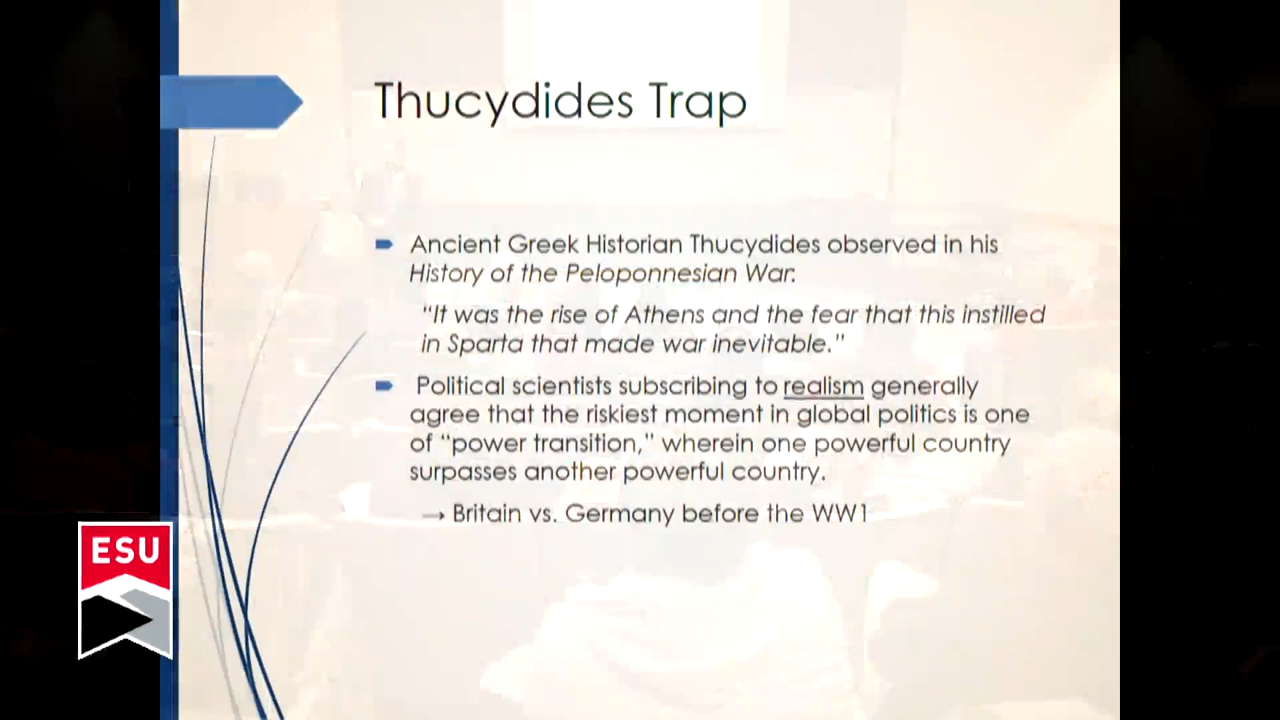 Thucydides Trap
Ancient Greek Historian Thucydides observed in his
History of the Peloponnesian War:
“It was the rise of Athens and the fear that this instilled
in Sparta that made war inevitable.”
Political scientists subscribing to realism generally
agree that the riskiest moment in global politics is one
of “power transition,” wherein one powerful country
surpasses another powerful country.
→ Britain vs. Germany before the WW1
ESU